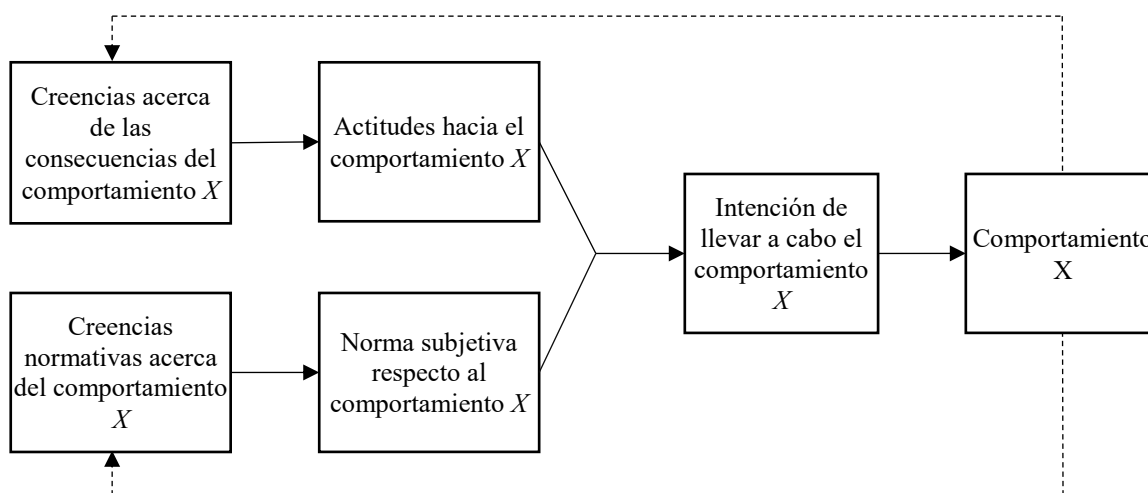 Creencias acerca
de las
consecuencias del
comportamiento X
Actitudes hacia el
comportamiento X
Intención de
llevar a cabo el
comportamiento
X
Comportamiento
X
Creencias
normativas acerca
del comportamiento
X
Norma subjetiva
respecto al
comportamiento X